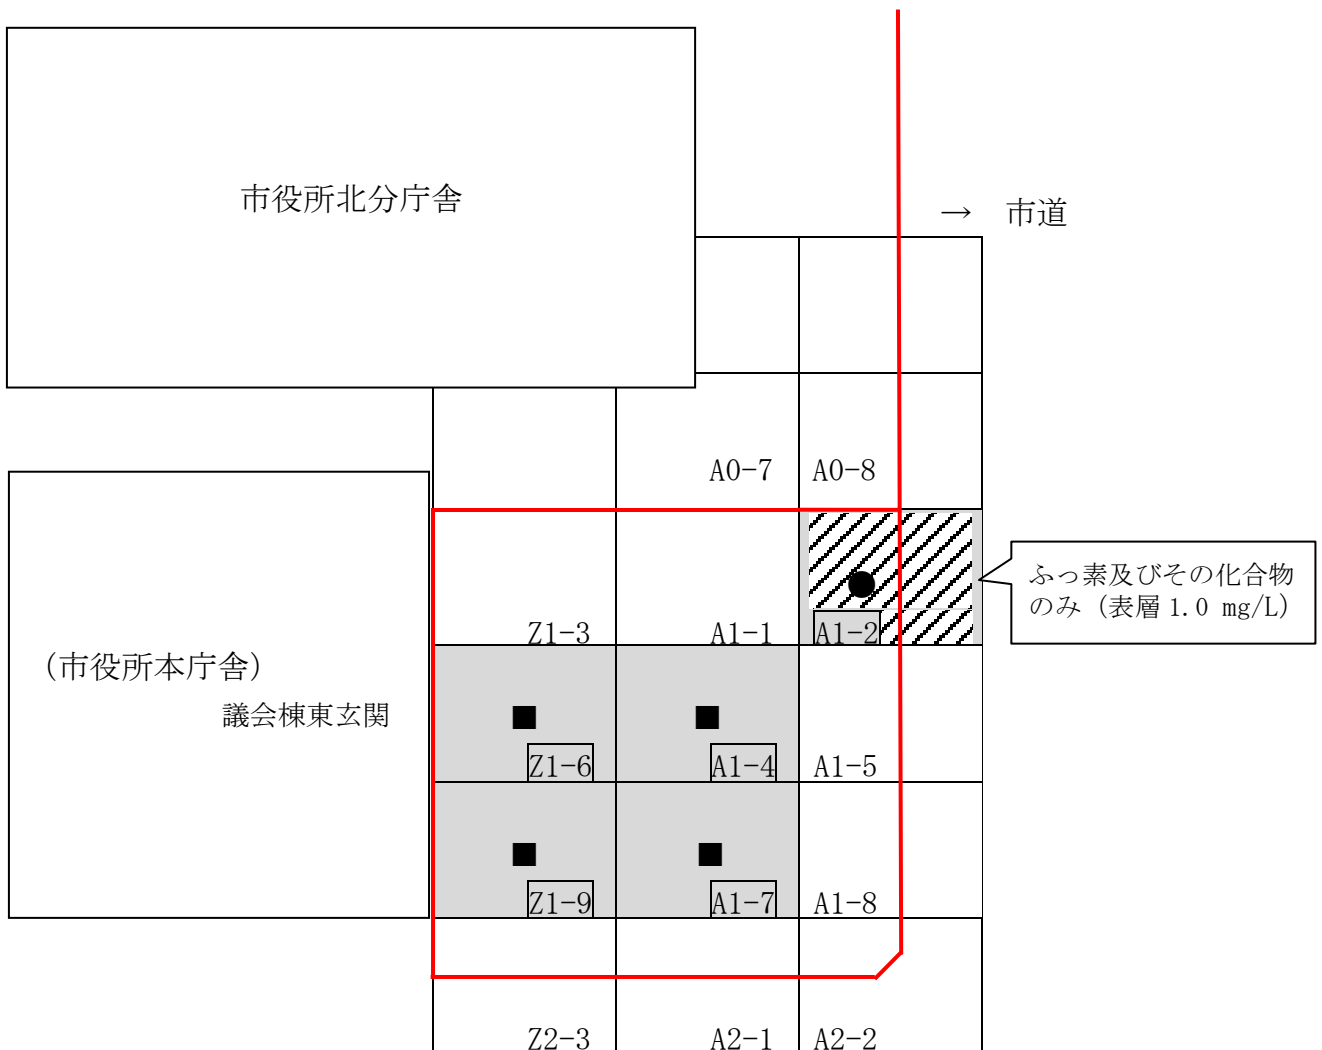 市役所北分庁舎
→ 市道
A0-7
A0-8
ふっ素及びその化合物
のみ（表層 1.0 mg/L）
Z1-3
A1-1
A1-2
（市役所本庁舎）
議会棟東玄関
Z1-6
A1-4
A1-5
Z1-9
A1-7
A1-8
Z2-3
A2-1
A2-2